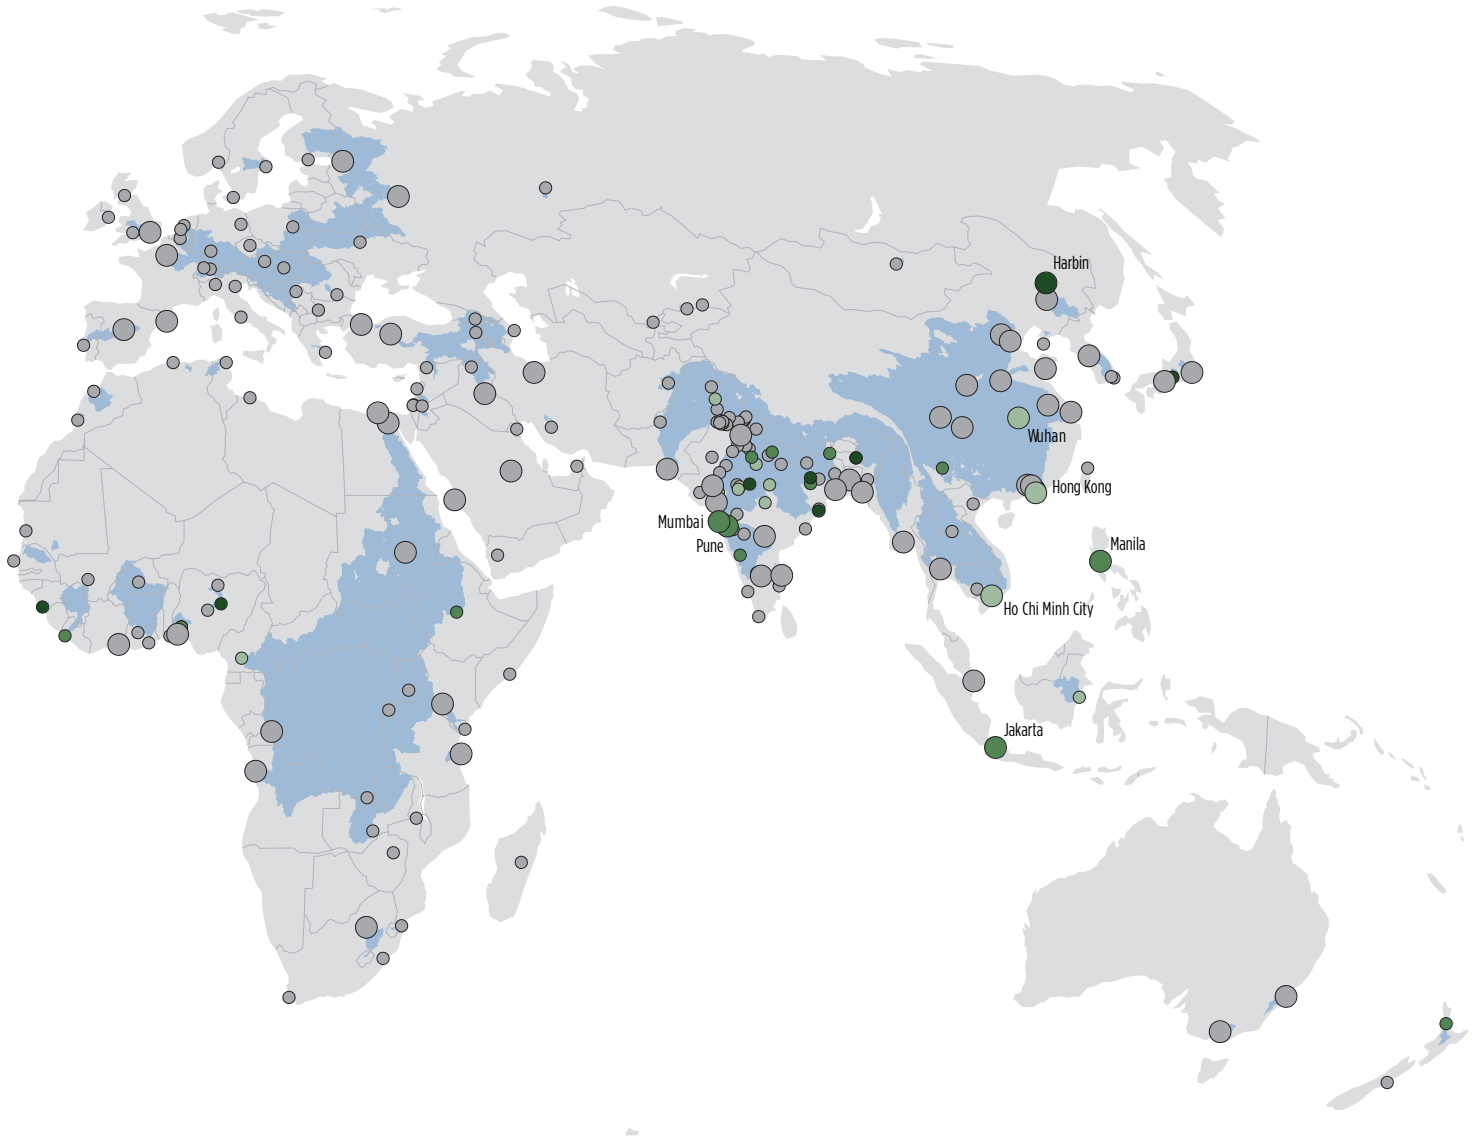 Harbin
Wuhan
Hong Kong
Mumbai
Pune
Manila
Ho Chi Minh City
Jakarta